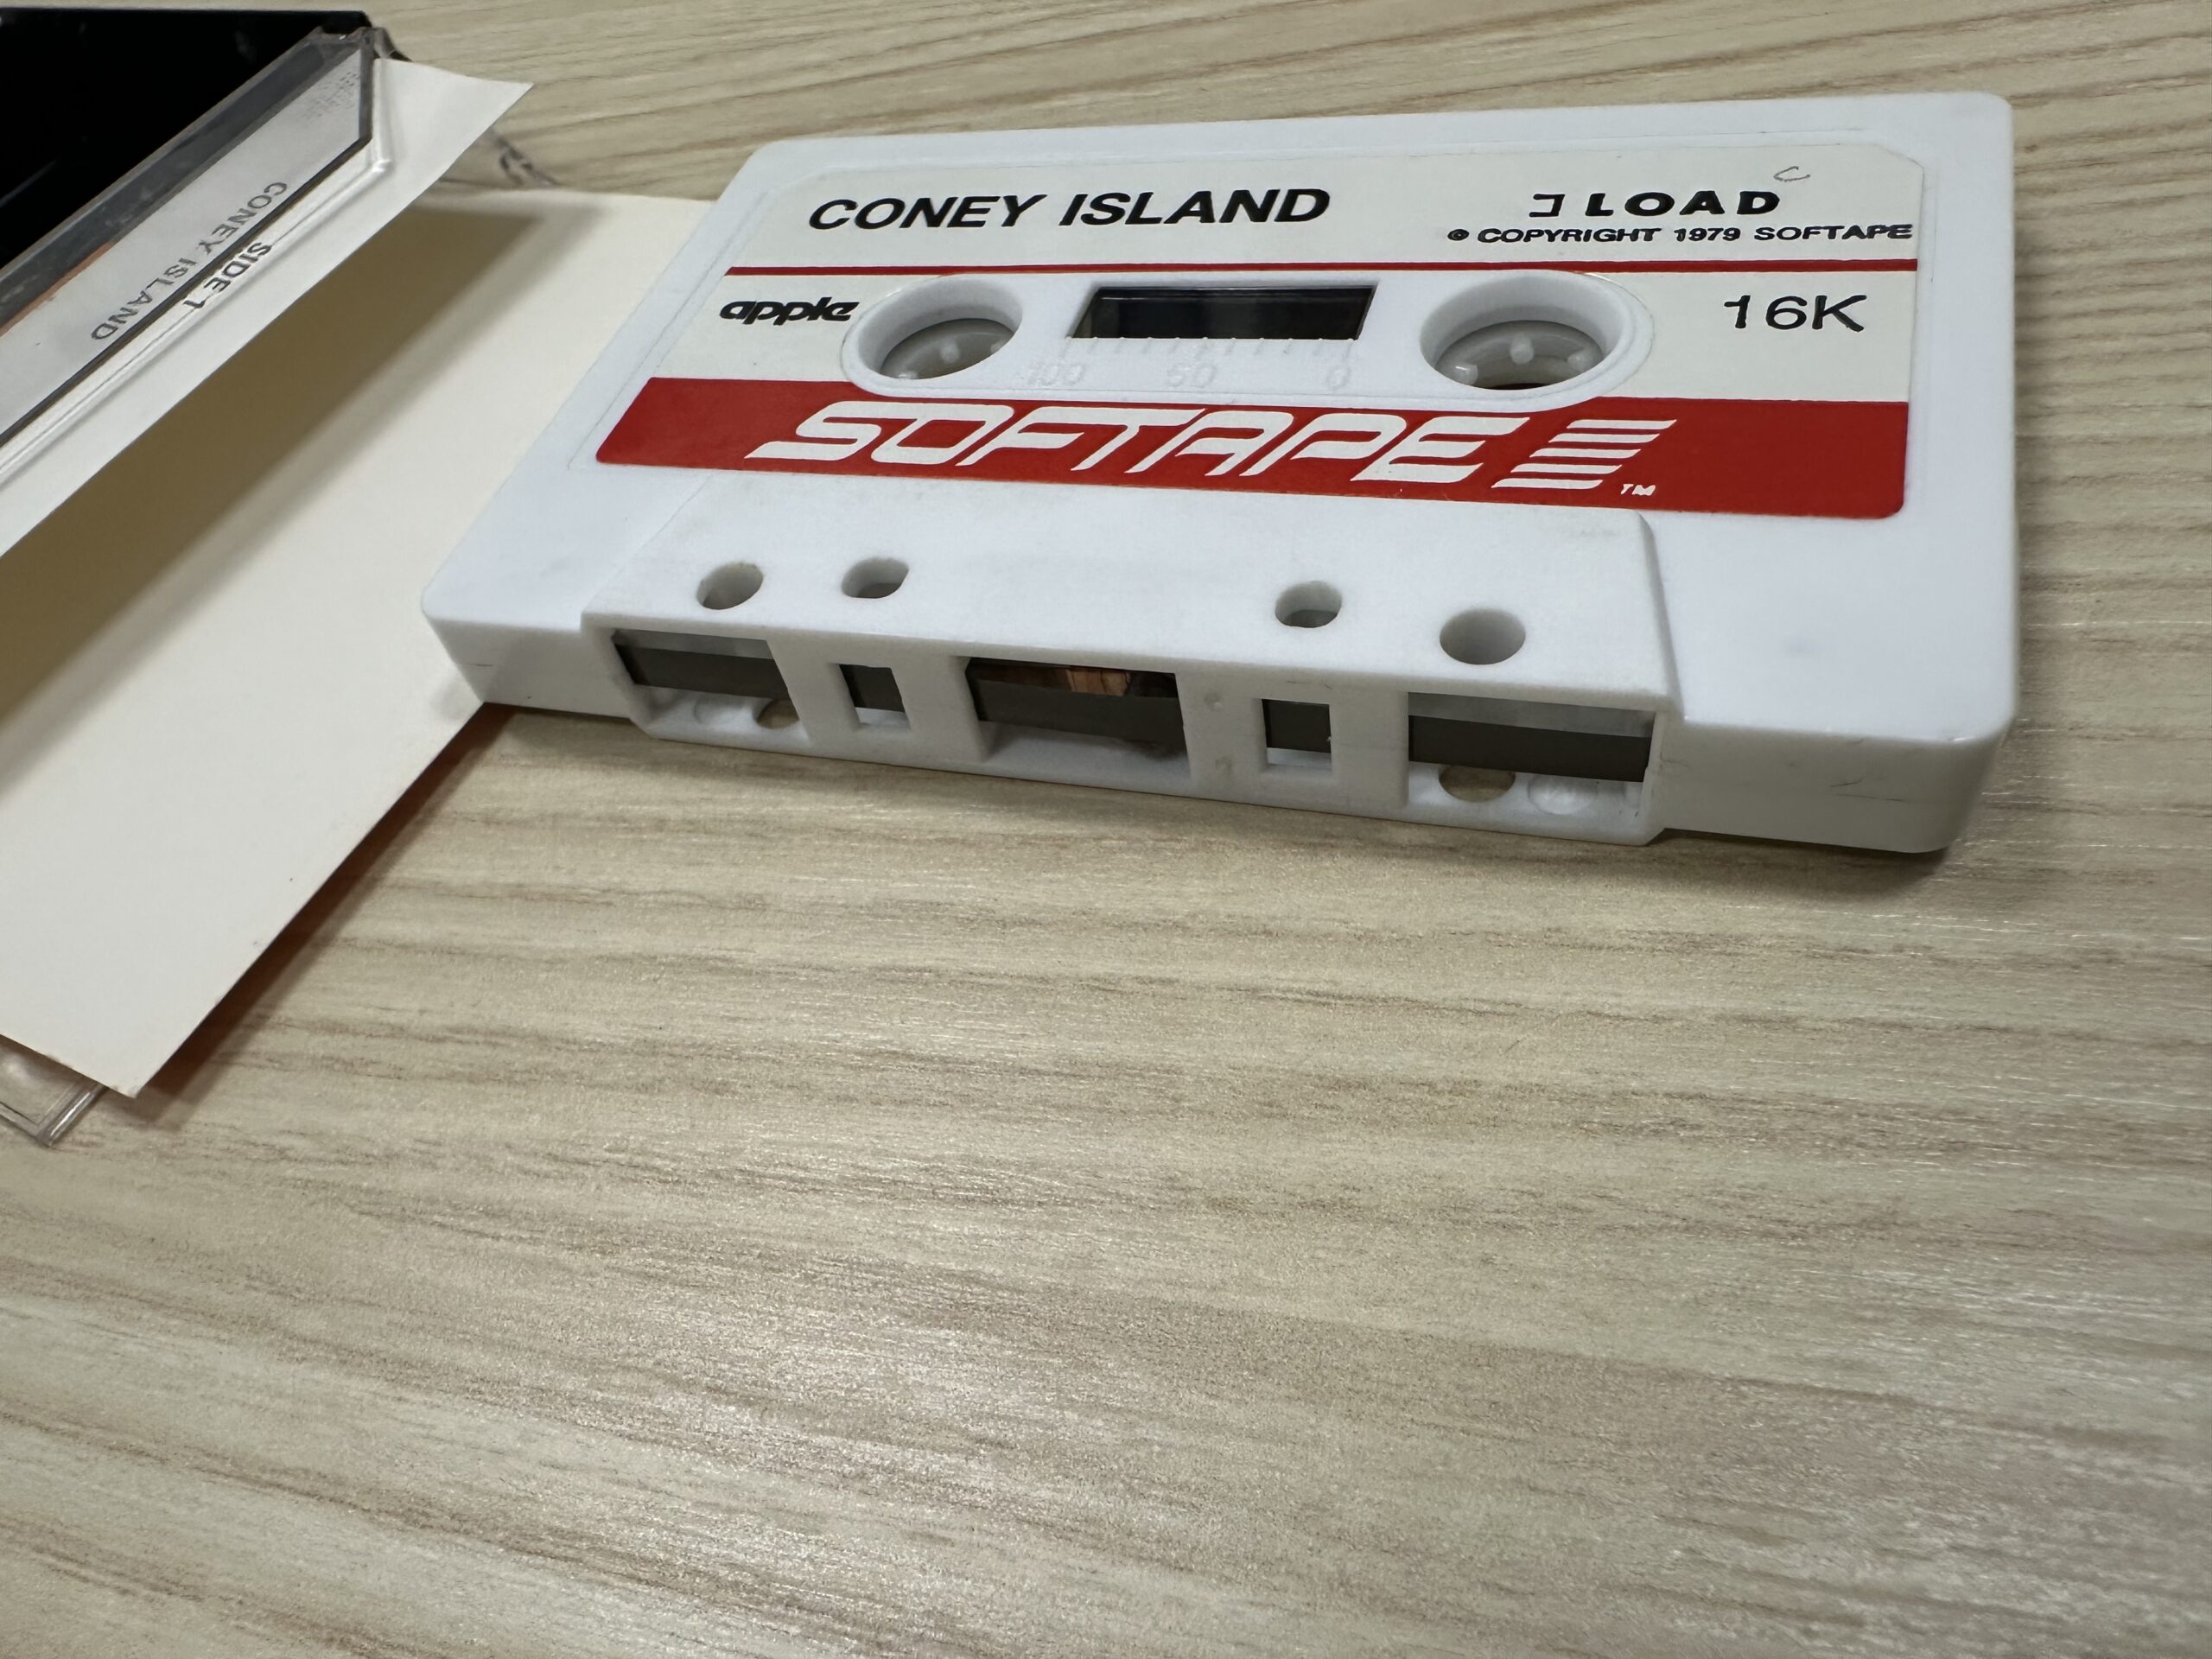 CONEY ISLAND
] LOAD
© COPYRIGHT 1979 SOFTAPE
apple
16K
100 50 0
SOFTAPE
TM
SIDE 1
CONEY ISLAND